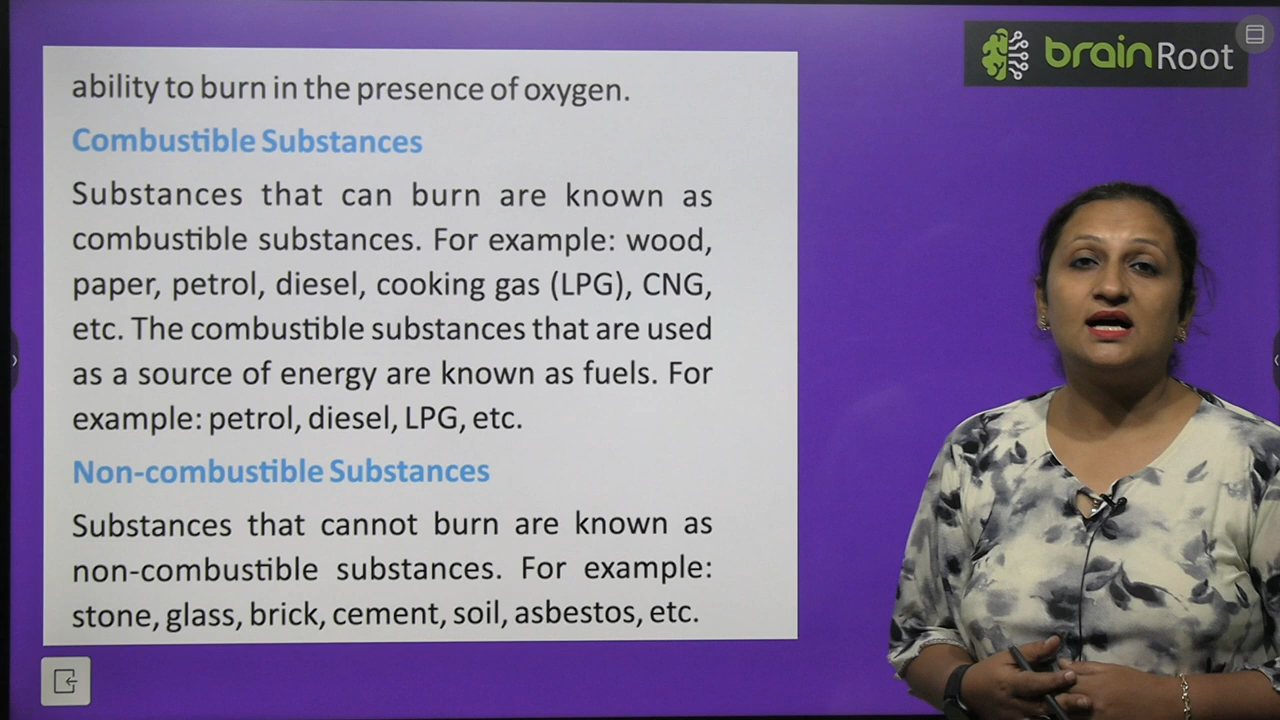 ability to burn in the presence of oxygen.
Combustible Substances
Substances that can burn are known as
combustible substances. For example: wood,
paper, petrol, diesel, cooking gas (LPG), CNG,
etc. The combustible substances that are used
as a source of energy are known as fuels. For
example: petrol, diesel, LPG, etc.
Non-combustible Substances
Substances that cannot burn are known as
non-combustible substances. For example:
stone, glass, brick, cement, soil, asbestos, etc.
brainRoot